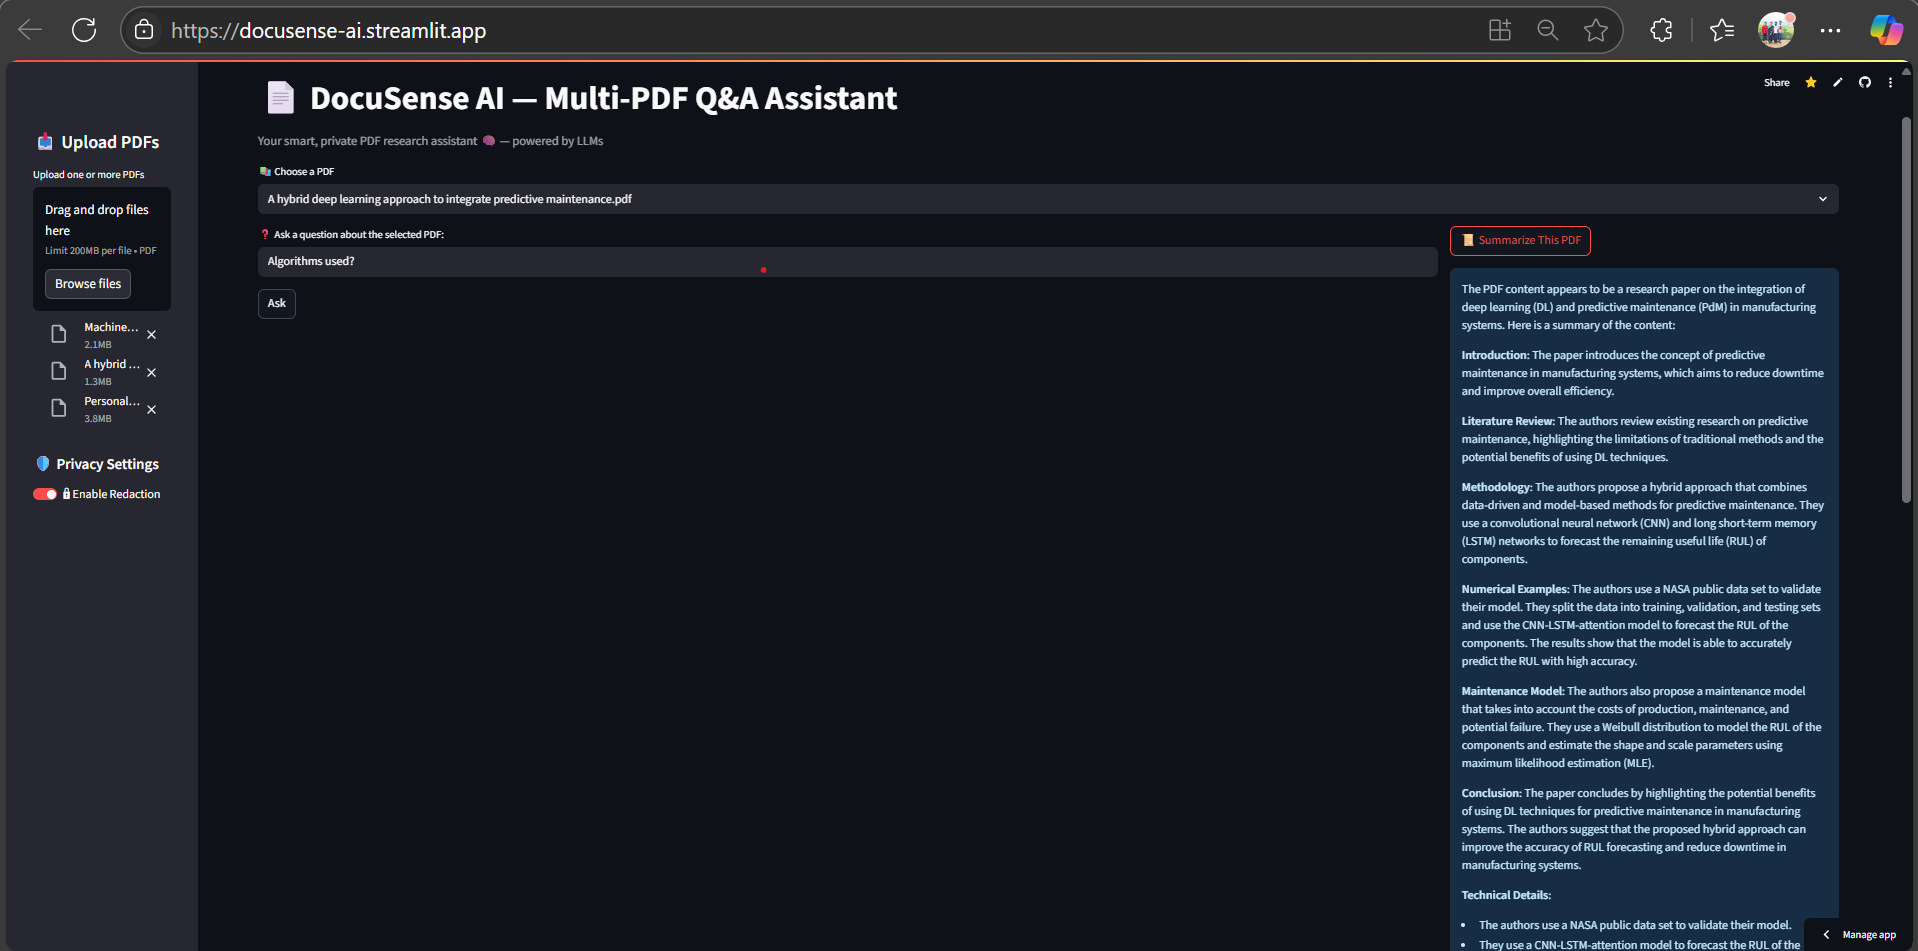 https://docusense-ai.streamlit.app
Share
Upload PDFs
Upload one or more PDFs
Drag and drop files
here
Limit 200MB per file • PDF
Browse files
Machine...
2.1MB
A hybrid ...
1.3MB
Personal...
3.8MB
Privacy Settings
Enable Redaction
DocuSense AI — Multi-PDF Q&A Assistant
Your smart, private PDF research assistant — powered by LLMs
Choose a PDF
A hybrid deep learning approach to integrate predictive maintenance.pdf
Ask a question about the selected PDF:
Algorithms used?
Ask
Summarize This PDF
The PDF content appears to be a research paper on the integration of
deep learning (DL) and predictive maintenance (PdM) in manufacturing
systems. Here is a summary of the content:
Introduction: The paper introduces the concept of predictive
maintenance in manufacturing systems, which aims to reduce downtime
and improve overall efficiency.
Literature Review: The authors review existing research on predictive
maintenance, highlighting the limitations of traditional methods and the
potential benefits of using DL techniques.
Methodology: The authors propose a hybrid approach that combines
data-driven and model-based methods for predictive maintenance. They
use a convolutional neural network (CNN) and long short-term memory
(LSTM) networks to forecast the remaining useful life (RUL) of
components.
Numerical Examples: The authors use a NASA public data set to validate
their model. They split the data into training, validation, and testing sets
and use the CNN-LSTM-attention model to forecast the RUL of the
components. The results show that the model is able to accurately
predict the RUL with high accuracy.
Maintenance Model: The authors also propose a maintenance model
that takes into account the costs of production, maintenance, and
potential failure. They use a Weibull distribution to model the RUL of the
components and estimate the shape and scale parameters using
maximum likelihood estimation (MLE).
Conclusion: The paper concludes by highlighting the potential benefits
of using DL techniques for predictive maintenance in manufacturing
systems. The authors suggest that the proposed hybrid approach can
improve the accuracy of RUL forecasting and reduce downtime in
manufacturing systems.
Technical Details:
• The authors use a NASA public data set to validate their model.
• They use a CNN-LSTM-attention model to forecast the RUL of the
Manage app